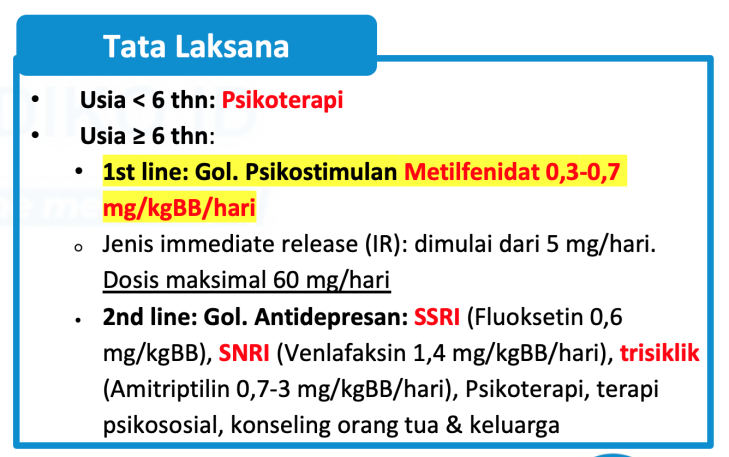 Tata Laksana
• Usia < 6 thn: Psikoterapi
• Usia ≥ 6 thn:
• 1st line: Gol. Psikostimulan Metilfenidat 0,3-0,7
mg/kgBB/hari
o Jenis immediate release (IR): dimulai dari 5 mg/hari.
Dosis maksimal 60 mg/hari
• 2nd line: Gol. Antidepresan: SSRI (Fluoksetin 0,6
mg/kgBB), SNRI (Venlafaksin 1,4 mg/kgBB/hari), trisiklik
(Amitriptilin 0,7-3 mg/kgBB/hari), Psikoterapi, terapi
psikososial, konseling orang tua & keluarga